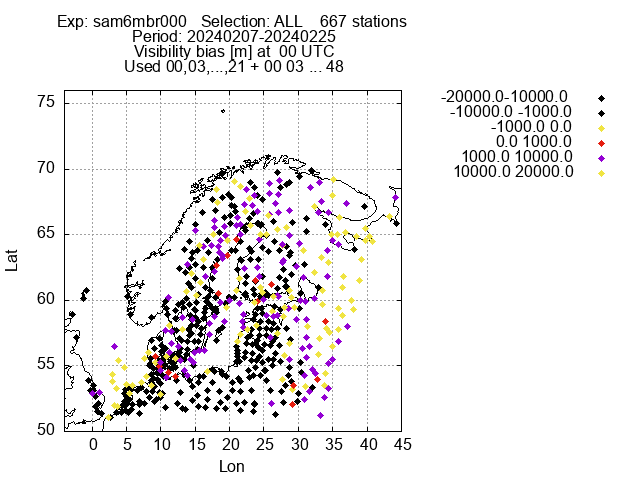 Exp: sam6mbr000   Selection: ALL    667 stations
Period: 20240207-20240225
Visibility bias [m] at  00 UTC
Used 00,03,...,21 + 00 03 ... 48
-20000.0-10000.0
-10000.0 -1000.0
-1000.0 0.0
0.0 1000.0
1000.0 10000.0
10000.0 20000.0
75
70
65
60
55
50
Lat
0 5 10 15 20 25 30 35 40 45
Lon